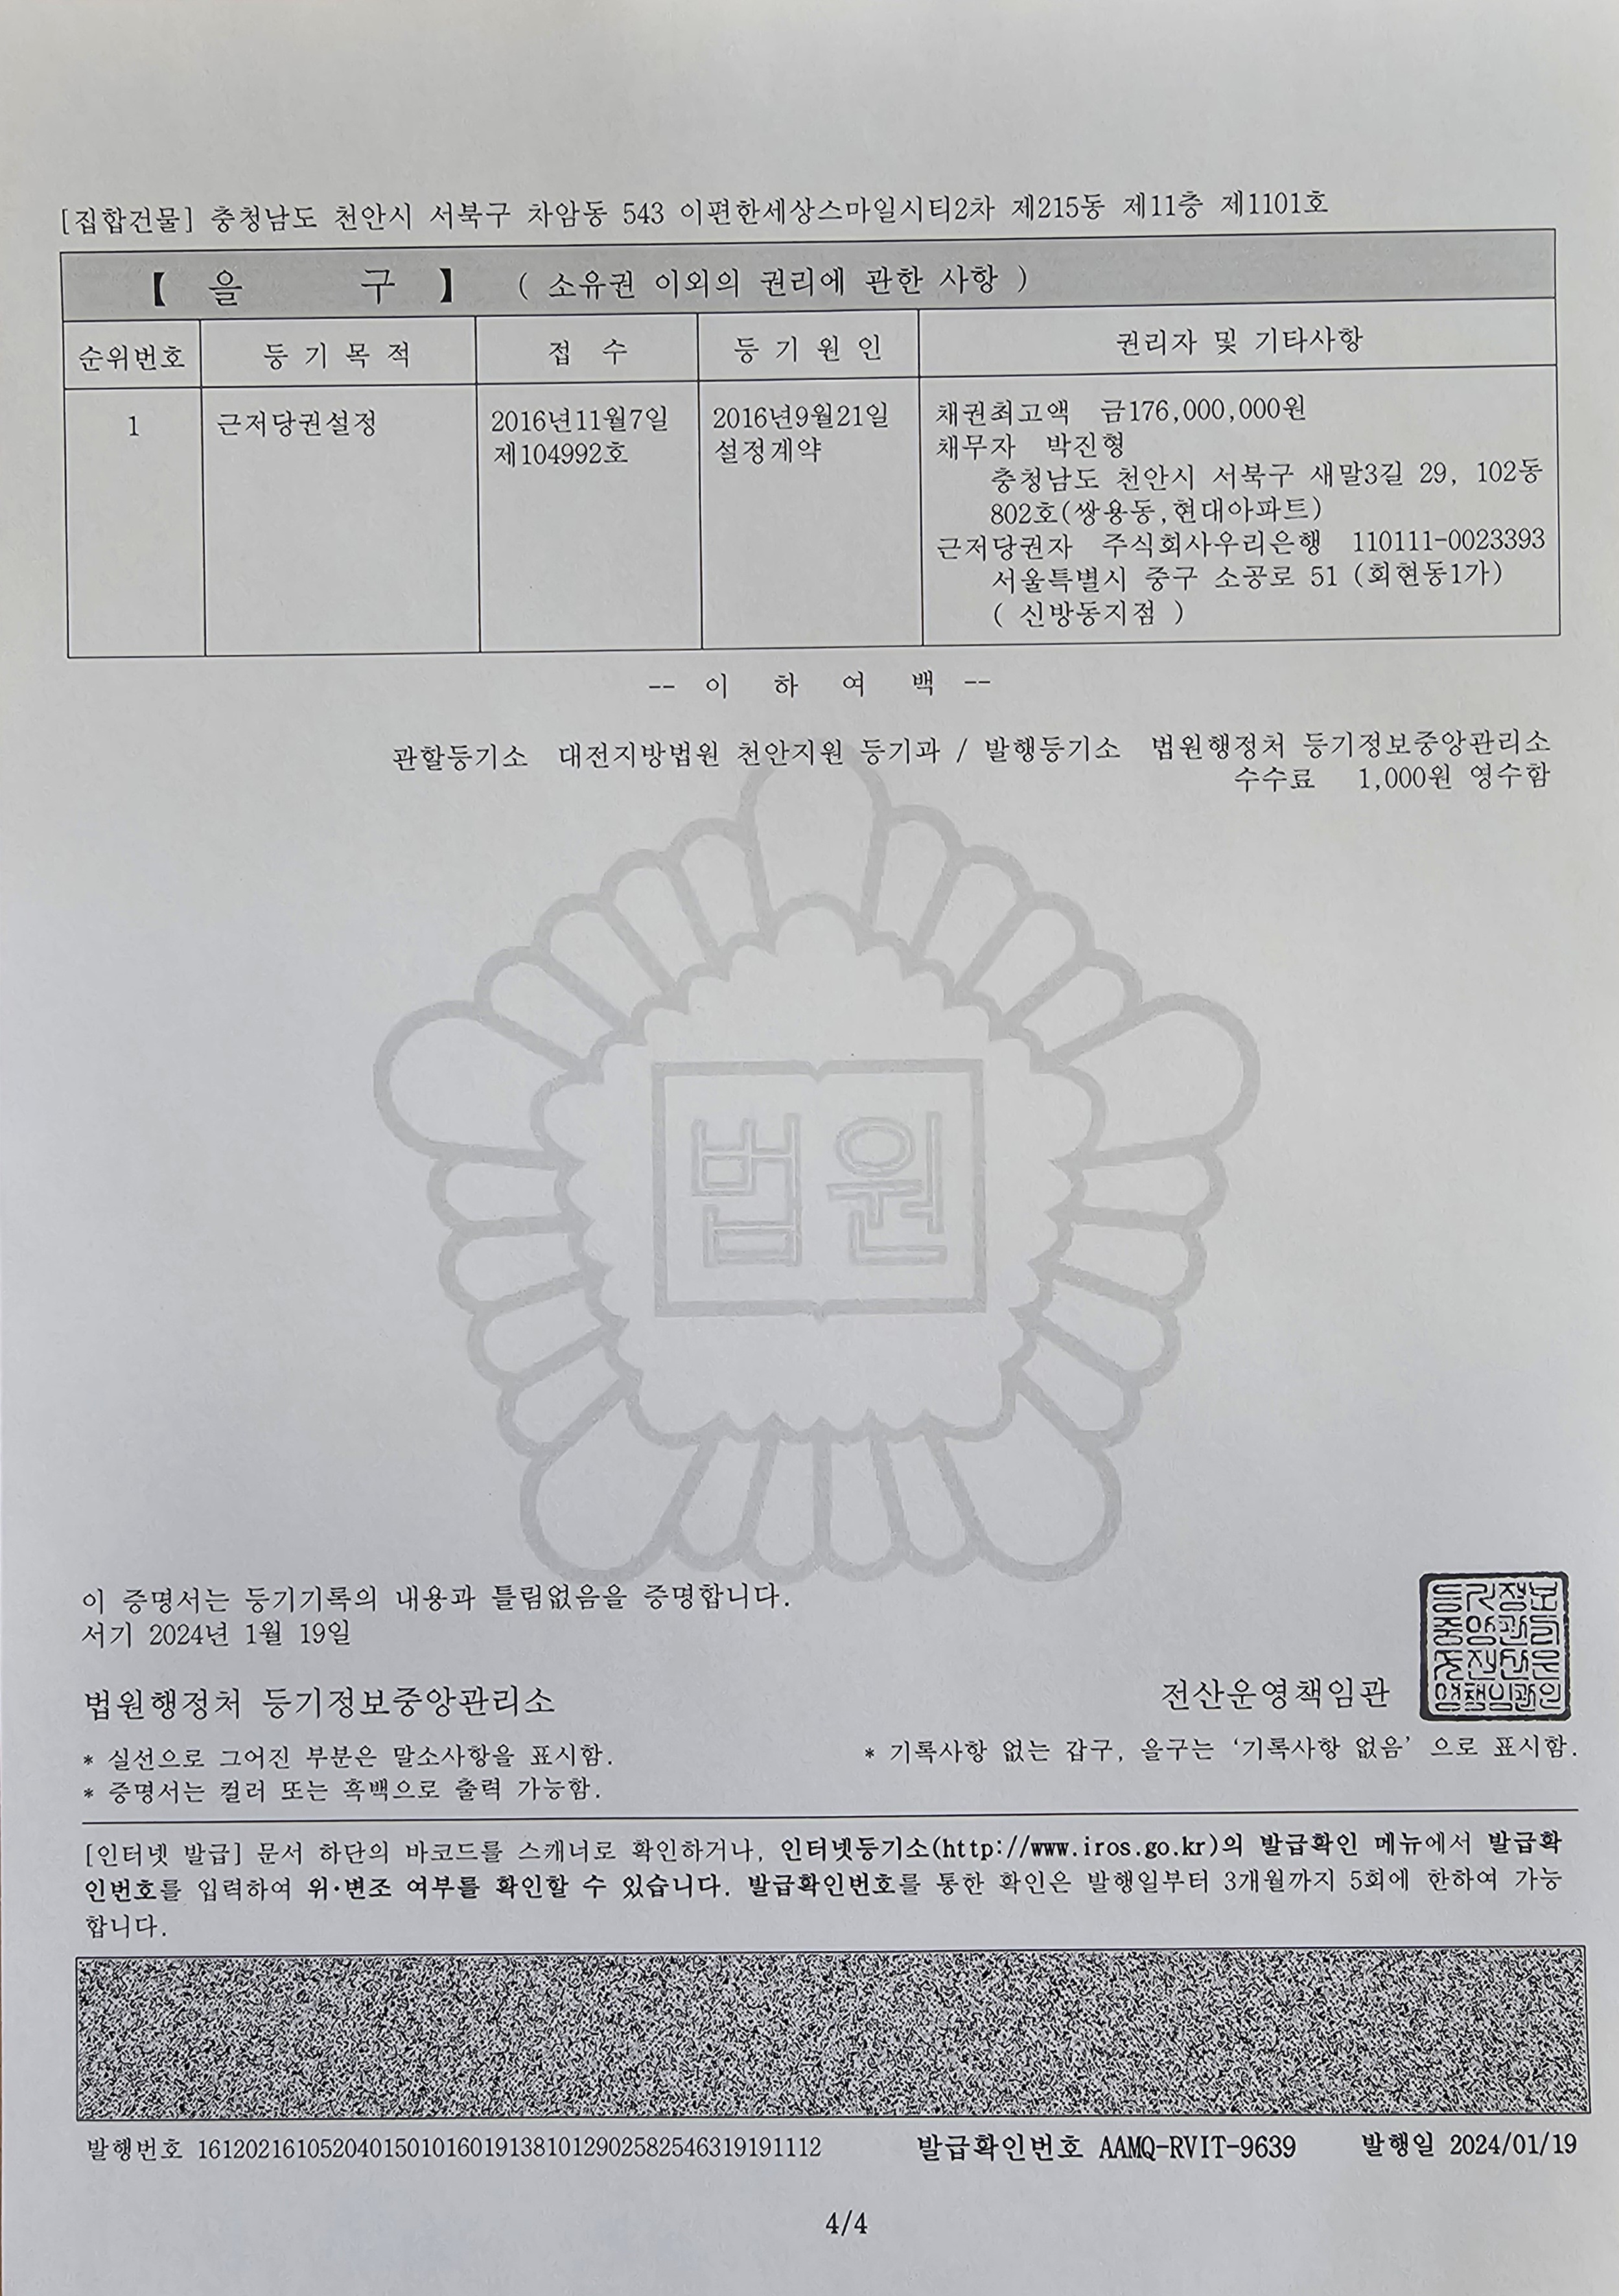 [집합건물] 충청남도 천안시 서북구 차암동 543 이편한세상스마일시티2차 제215동 제11층 제1101호
【 을 구 】 ( 소유권 이외의 권리에 관한 사항 )
순위번호 등 기 목 적 접 수 등 기 원 인 권리자 및 기타사항
1 근저당권설정 2016년11월7일 2016년9월21일 채권최고액 금176,000,000원
제104992호 설정계약 채무자 박진형
충청남도 천안시 서북구 새말3길 29, 102동
802호(쌍용동,현대아파트)
근저당권자 주식회사우리은행 110111-0023393
서울특별시 중구 소공로 51 (회현동1가)
( 신방동지점 )
-- 이 하 여 백 --
관할등기소 대전지방법원 천안지원 등기과 / 발행등기소 법원행정처 등기정보중앙관리소
수수료 1,000원 영수함
법원
이 증명서는 등기기록의 내용과 틀림없음을 증명합니다.
서기 2024년 1월 19일
법원행정처 등기정보중앙관리소 전산운영책임관
등기정보
중앙관리
소전산운
영책임관인
* 실선으로 그어진 부분은 말소사항을 표시함. * 기록사항 없는 갑구, 을구는 '기록사항 없음' 으로 표시함.
* 증명서는 컬러 또는 흑백으로 출력 가능함.
[인터넷 발급] 문서 하단의 바코드를 스캐너로 확인하거나, 인터넷등기소(http://www.iros.go.kr)의 발급확인 메뉴에서 발급확
인번호를 입력하여 위·변조 여부를 확인할 수 있습니다. 발급확인번호를 통한 확인은 발행일부터 3개월까지 5회에 한하여 가능
합니다.
발행번호 16120216105204015010160191381012902582546319191112 발급확인번호 AAMQ-RVIT-9639 발행일 2024/01/19
4/4